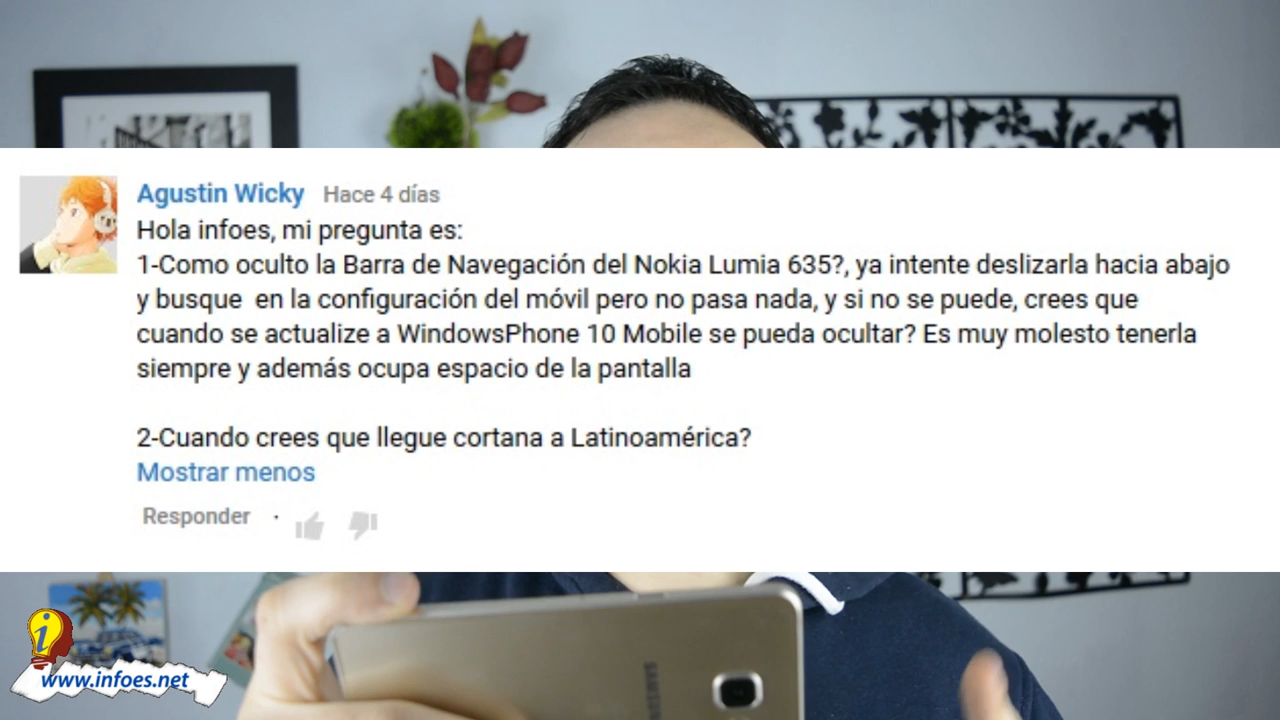 Agustin Wicky Hace 4 días
Hola infoes, mi pregunta es:
1-Como oculto la Barra de Navegación del Nokia Lumia 635?, ya intente deslizarla hacia abajo
y busque en la configuración del móvil pero no pasa nada, y si no se puede, crees que
cuando se actualize a WindowsPhone 10 Mobile se pueda ocultar? Es muy molesto tenerla
siempre y además ocupa espacio de la pantalla
2-Cuando crees que llegue cortana a Latinoamérica?
Mostrar menos
Responder ·
SAMSUNG
i
www.infoes.net